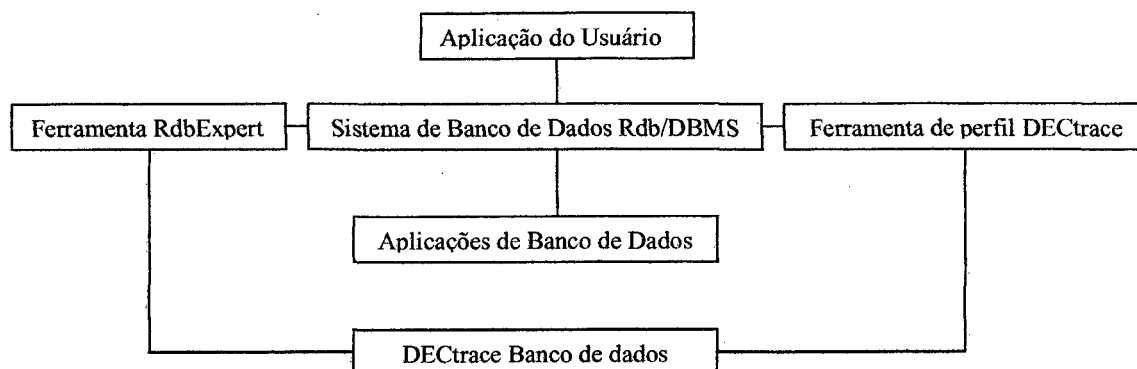 Aplicação do Usuário
Ferramenta RdbExpert
Sistema de Banco de Dados Rdb/DBMS
Ferramenta de perfil DECtrace
Aplicações de Banco de Dados
DECtrace Banco de dados